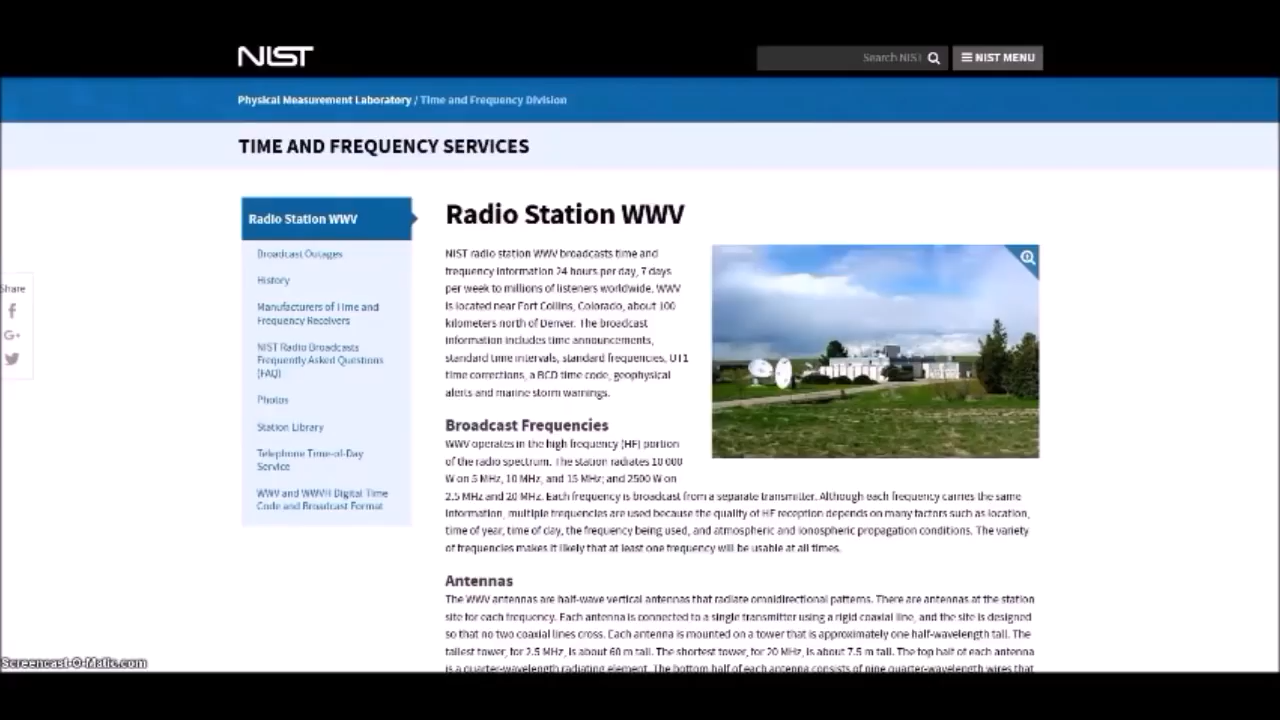 NIST
Search NIST
NIST MENU
Physical Measurement Laboratory / Time and Frequency Division
TIME AND FREQUENCY SERVICES
Radio Station WWV
Broadcast Outages
History
Manufacturers of Time and
Frequency Receivers
NIST Radio Broadcasts
Frequently Asked Questions
(FAQ)
Photos
Station Library
Telephone Time-of-Day
Service
WWV and WWVH Digital Time
Code and Broadcast Format
Share
Radio Station WWV
NIST radio station WWV broadcasts time and
frequency information 24 hours per day, 7 days
per week to millions of listeners worldwide. WWV
is located near Fort Collins, Colorado, about 100
kilometers north of Denver. The broadcast
information includes time announcements,
standard time intervals, standard frequencies, UT1
time corrections, a BCD time code, geophysical
alerts and marine storm warnings.
Broadcast Frequencies
WWV operates in the high frequency (HF) portion
of the radio spectrum. The station radiates 10 000
W on 5 MHz, 10 MHz, and 15 MHz; and 2500 W on
2.5 MHz and 20 MHz. Each frequency is broadcast from a separate transmitter. Although each frequency carries the same
information, multiple frequencies are used because the quality of HF reception depends on many factors such as location,
time of year, time of day, the frequency being used, and atmospheric and ionospheric propagation conditions. The variety
of frequencies makes it likely that at least one frequency will be usable at all times.
Antennas
The WWV antennas are half-wave vertical antennas that radiate omnidirectional patterns. There are antennas at the station
site for each frequency. Each antenna is connected to a single transmitter using a rigid coaxial line, and the site is designed
so that no two coaxial lines cross. Each antenna is mounted on a tower that is approximately one half-wavelength tall. The
tallest tower, for 2.5 MHz, is about 60 m tall. The shortest tower, for 20 MHz, is about 7.5 m tall. The top half of each antenna
is a quarter-wavelength radiating element. The bottom half of each antenna consists of nine quarter-wavelength wires that
Screencast-O-Matic.com